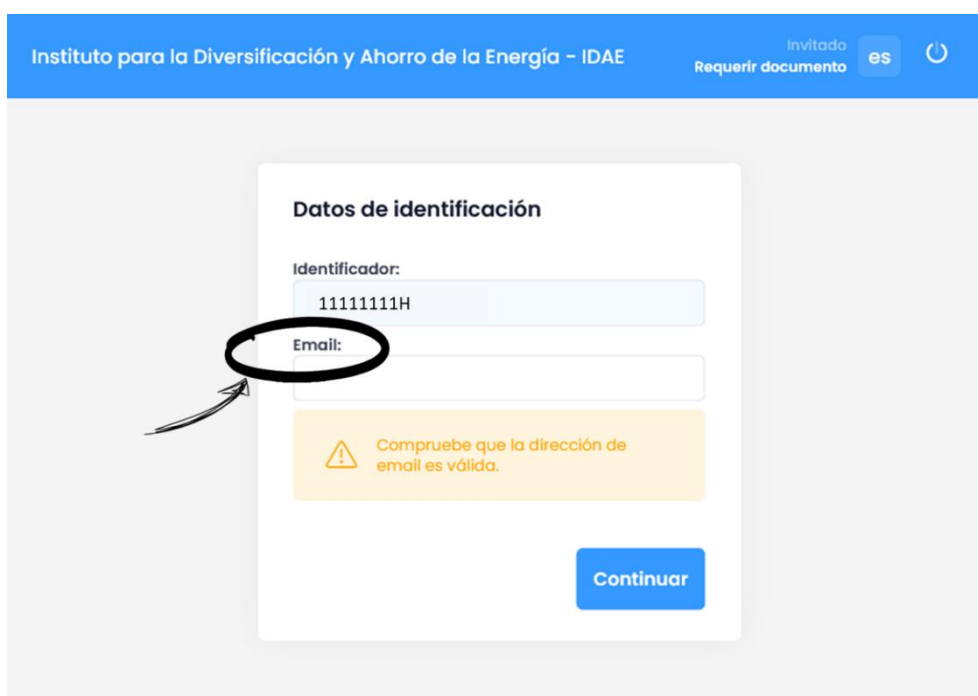 Instituto para la Diversificación y Ahorro de la Energía - IDAE
Invitado
Requerir documento
es
Datos de identificación
Identificador:
11111111H
Email:
Compruebe que la dirección de
email es válida.
Continuar